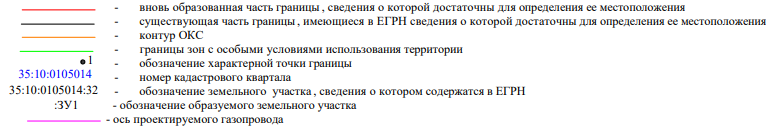 - вновь образованная часть границы, сведения о которой достаточны для определения ее местоположения
- существующая часть границы, имеющиеся в ЕГРН сведения о которой достаточны для определения ее местоположения
- контур ОКС
- границы зон с особыми условиями использования территории
1 - обозначение характерной точки границы
35:10:0105014 - номер кадастрового квартала
35:10:0105014:32 - обозначение земельного участка, сведения о котором содержатся в ЕГРН
:ЗУ1 - обозначение образуемого земельного участка
- ось проектируемого газопровода